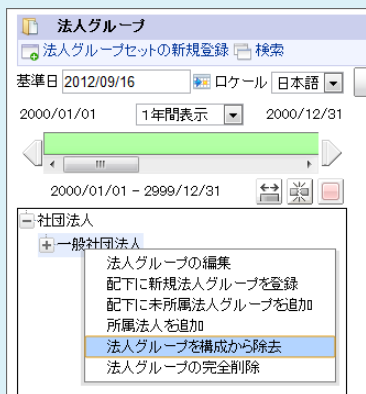 法人グループ
法人グループセットの新規登録 検索
基準日 2012/09/16 ロケール 日本語
2000/01/01 1年間表示 2000/12/31
2000/01/01 - 2999/12/31
社団法人
一般社団法人
法人グループの編集
配下に新規法人グループを登録
配下に未所属法人グループを追加
所属法人を追加
法人グループを構成から除去
法人グループの完全削除